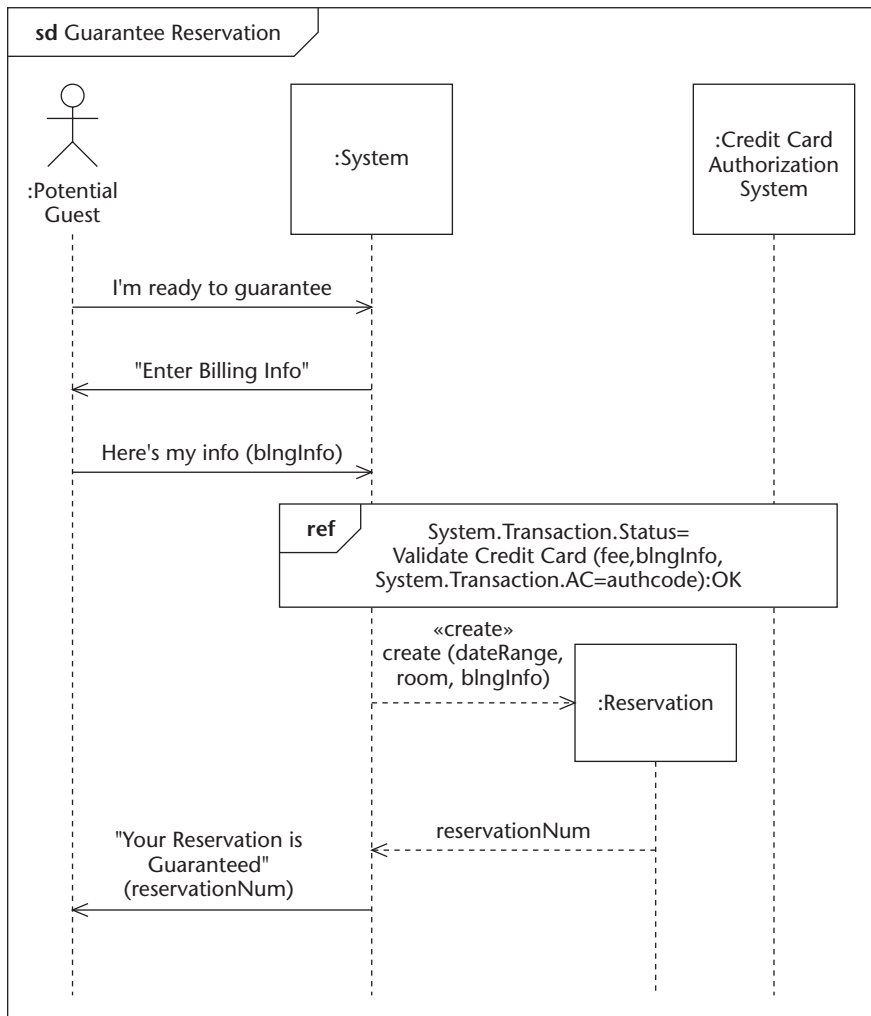 sd Guarantee Reservation
:Potential
Guest
:System
:Credit Card
Authorization
System
I'm ready to guarantee
"Enter Billing Info"
Here's my info (blngInfo)
ref
System.Transaction.Status=
Validate Credit Card (fee,blngInfo,
System.Transaction.AC=authcode):OK
«create»
create (dateRange,
room, blngInfo)
:Reservation
reservationNum
"Your Reservation is
Guaranteed"
(reservationNum)